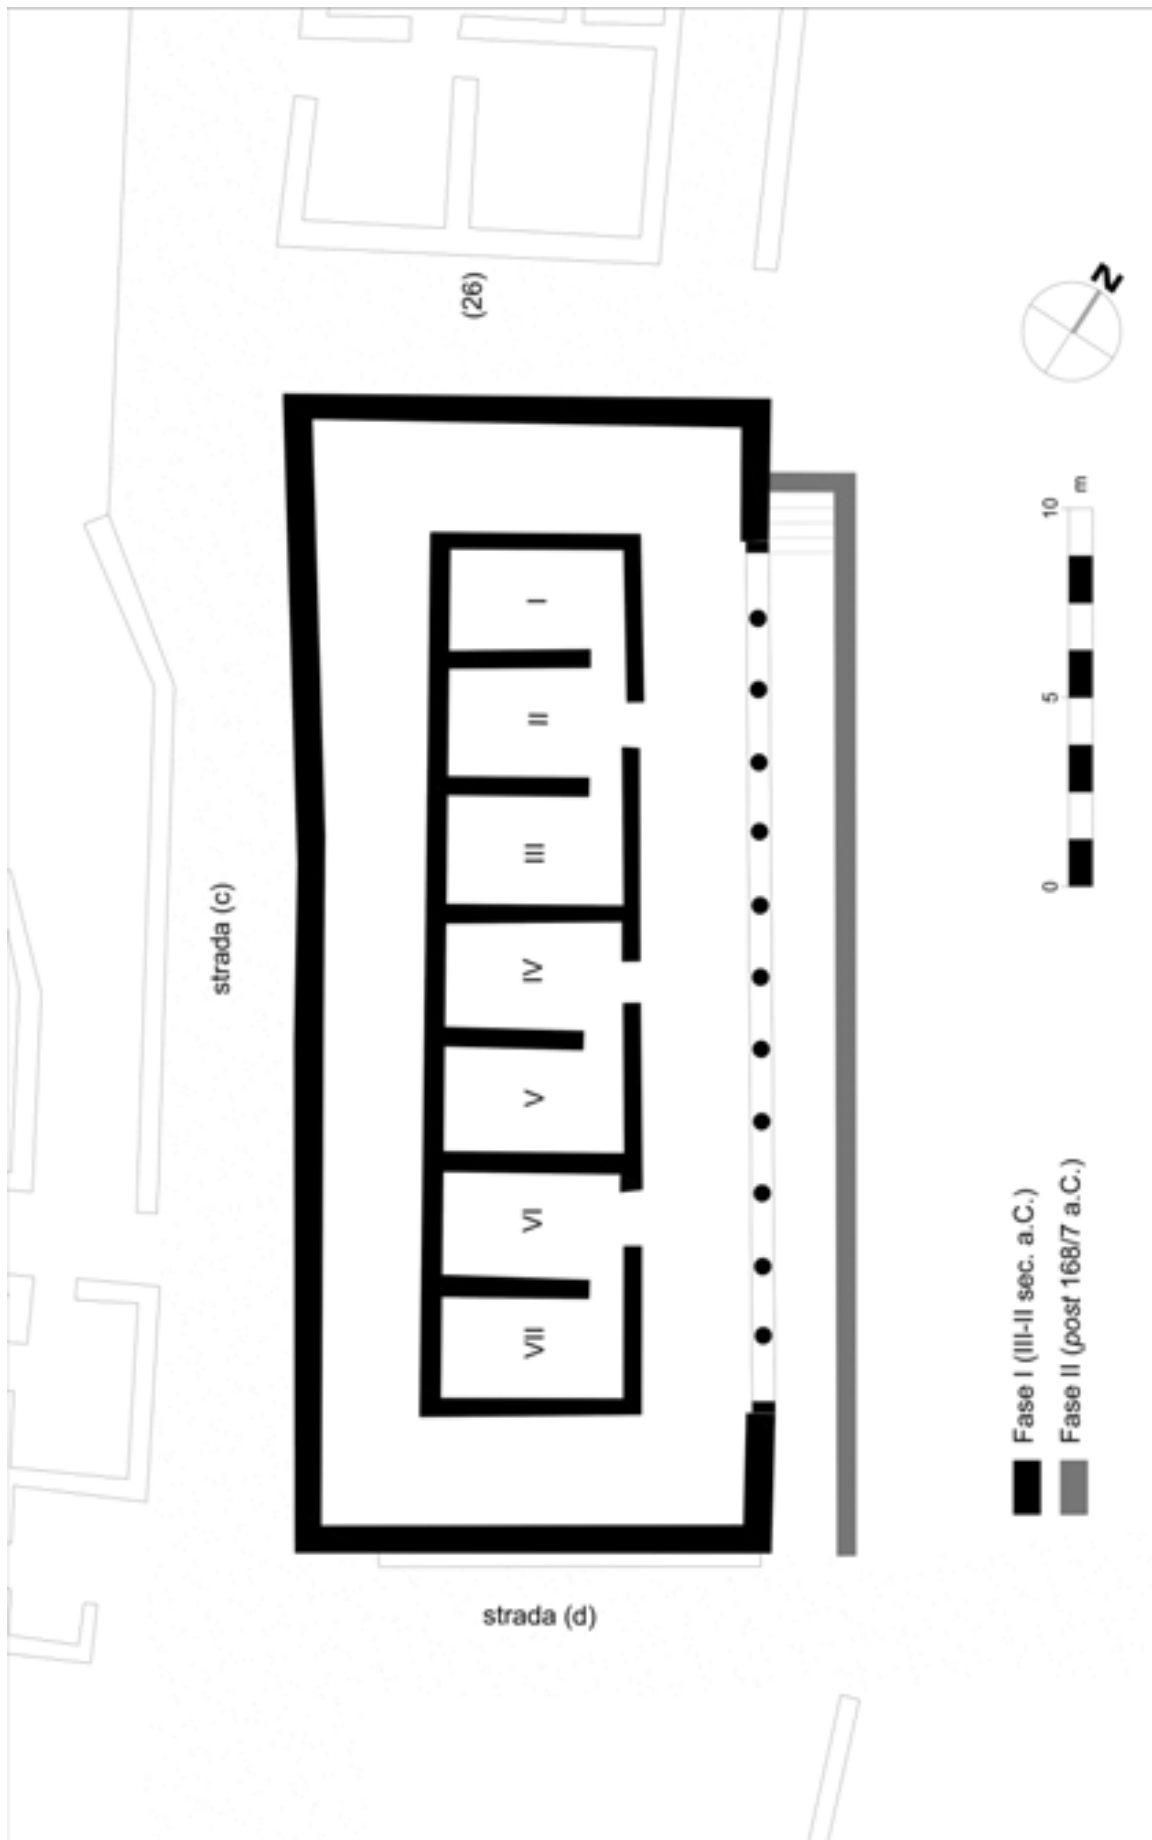 (26)
N
strada (c)
I
II
III
IV
V
VI
VII
0 5 10 m
Fase I (III-II sec. a.C.)
Fase II (post 168/7 a.C.)
strada (d)